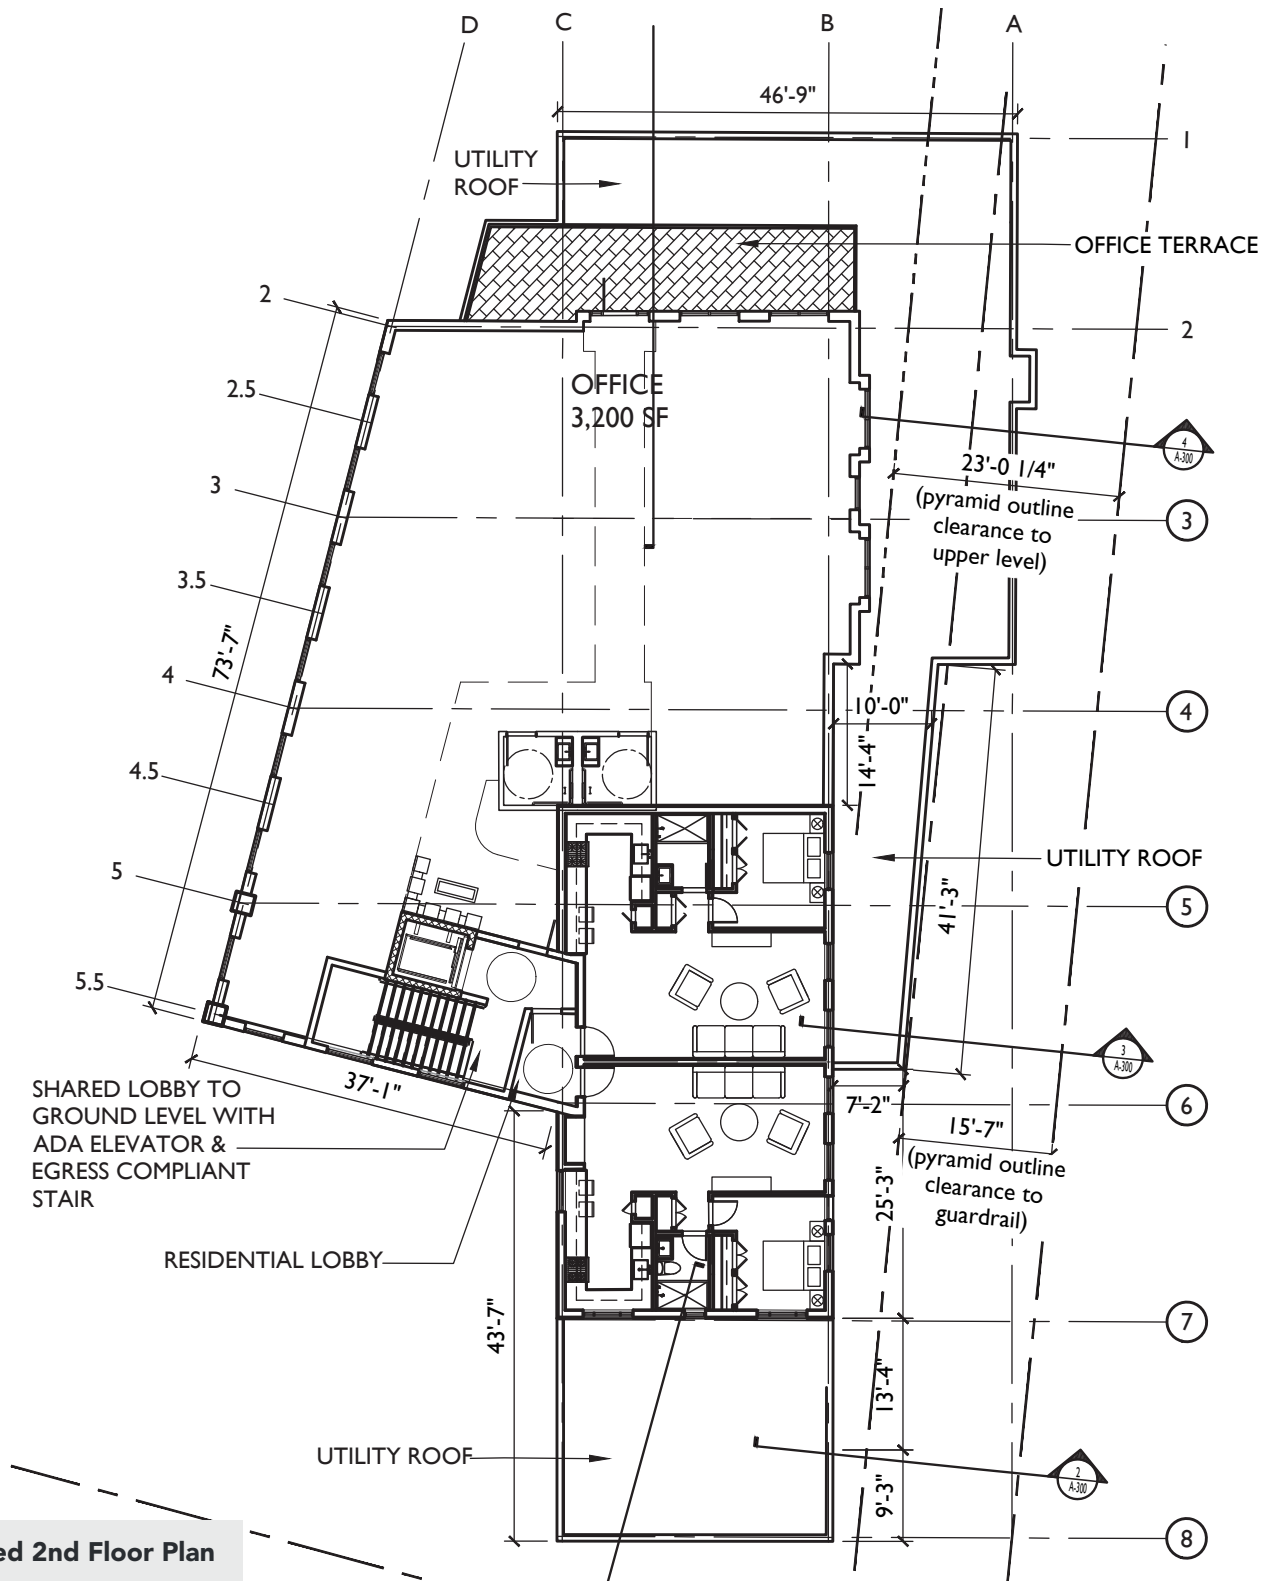 D
C
B
A
46'-9"
1
UTILITY
ROOF
OFFICE TERRACE
2
2
2.5
OFFICE
3,200 SF
4
A-300
23'-0 1/4"
(pyramid outline
clearance to
upper level)
3
3
3.5
73'-7"
4
10'-0"
4
14'-4"
4.5
UTILITY ROOF
5
41'-3"
5
5.5
3
A-300
SHARED LOBBY TO
GROUND LEVEL WITH
ADA ELEVATOR &
EGRESS COMPLIANT
STAIR
37'-1"
7'-2"
6
15'-7"
(pyramid outline
clearance to
guardrail)
25'-3"
RESIDENTIAL LOBBY
43'-7"
7
13'-4"
UTILITY ROOF
2
A-300
9'-3"
8
ed 2nd Floor Plan